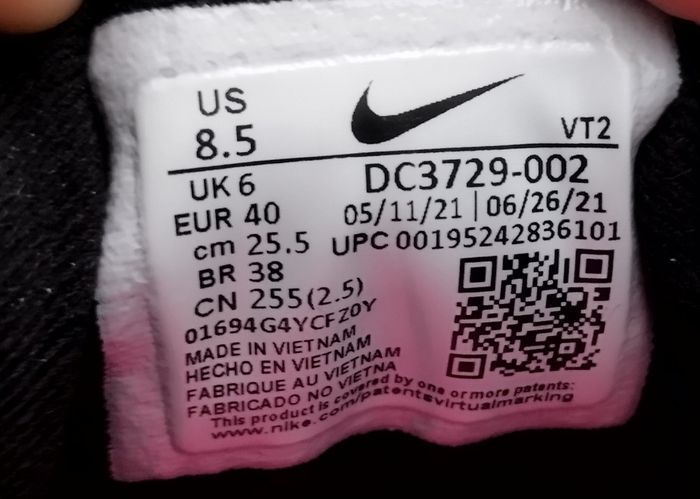 US
8.5
VT2
UK 6
DC3729-002
EUR 40
05/11/21 | 06/26/21
cm 25.5
UPC 00195242836101
BR 38
CN 255(2.5)
01694G4YCFZ0Y
MADE IN VIETNAM
HECHO EN VIETNAM
FABRIQUE AU VIETNAM
FABRICADO NO VIETNA
This product is covered by one or more patents:
www.nike.com/patentsvirtualmarking